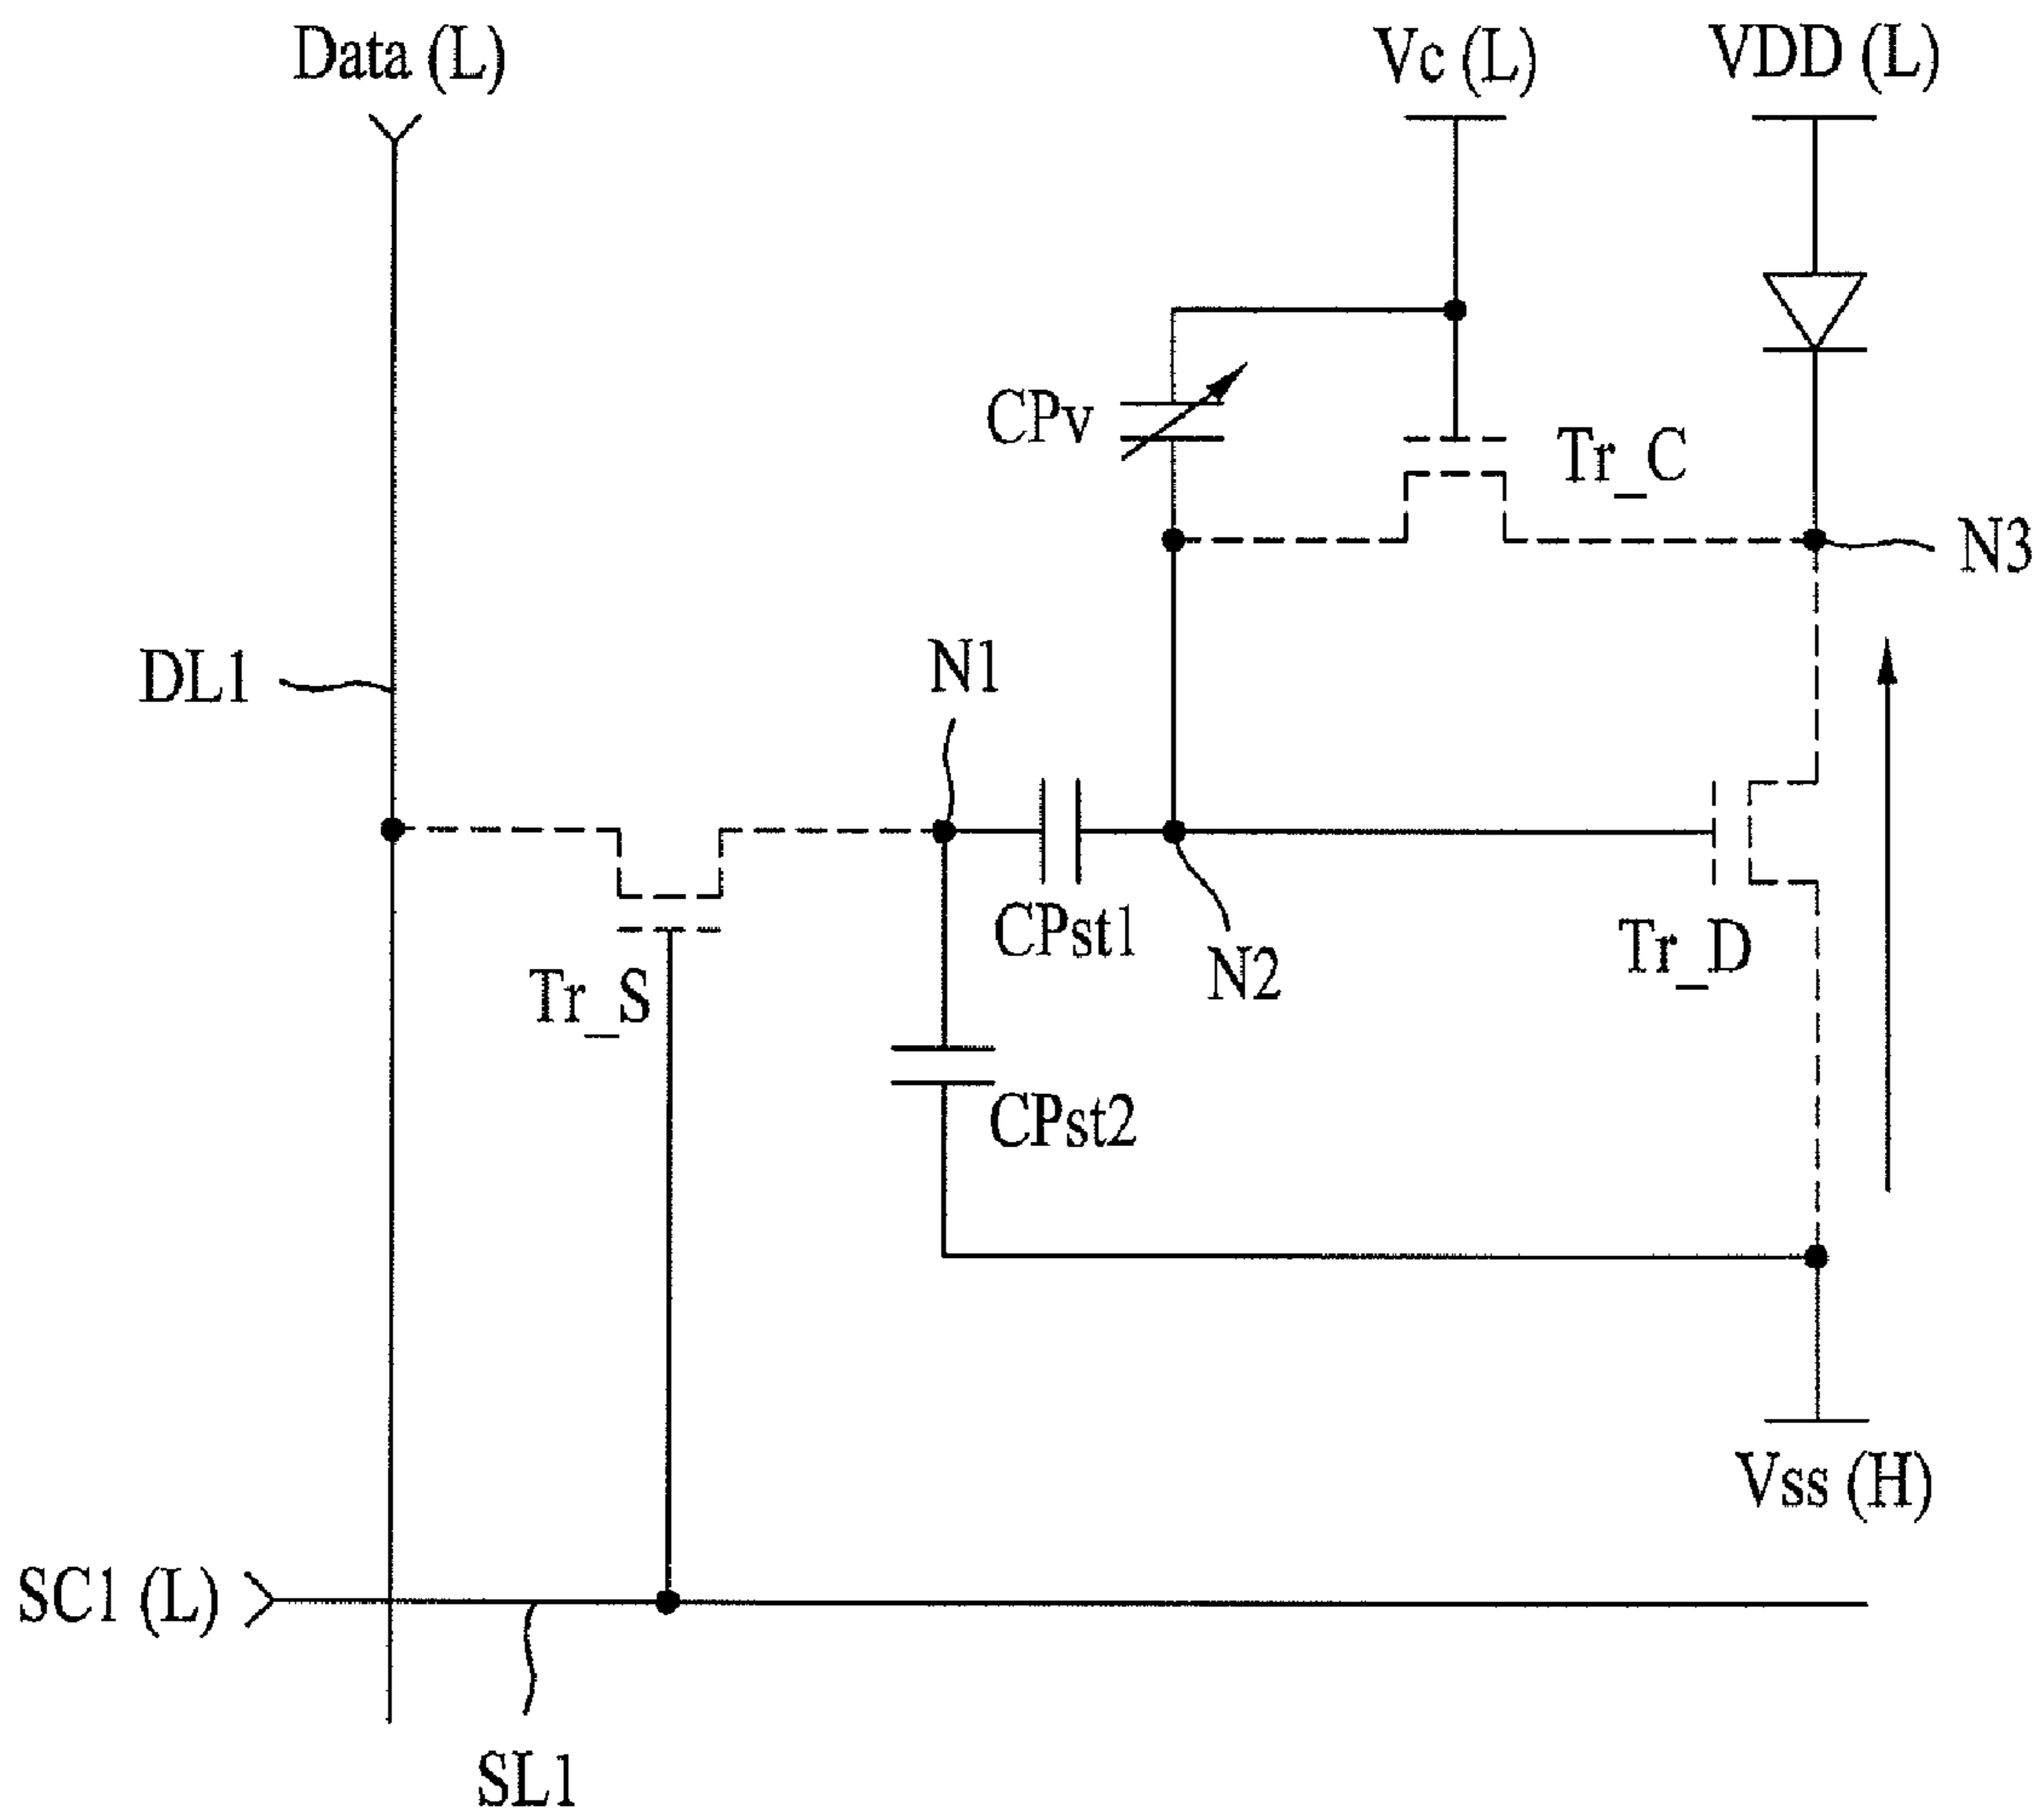 Data (L)
Vc (L)
VDD (L)
CPv
Tr_C
N3
DL1
N1
CPst1
N2
Tr_D
Tr_S
CPst2
Vss (H)
SC1 (L)
SL1